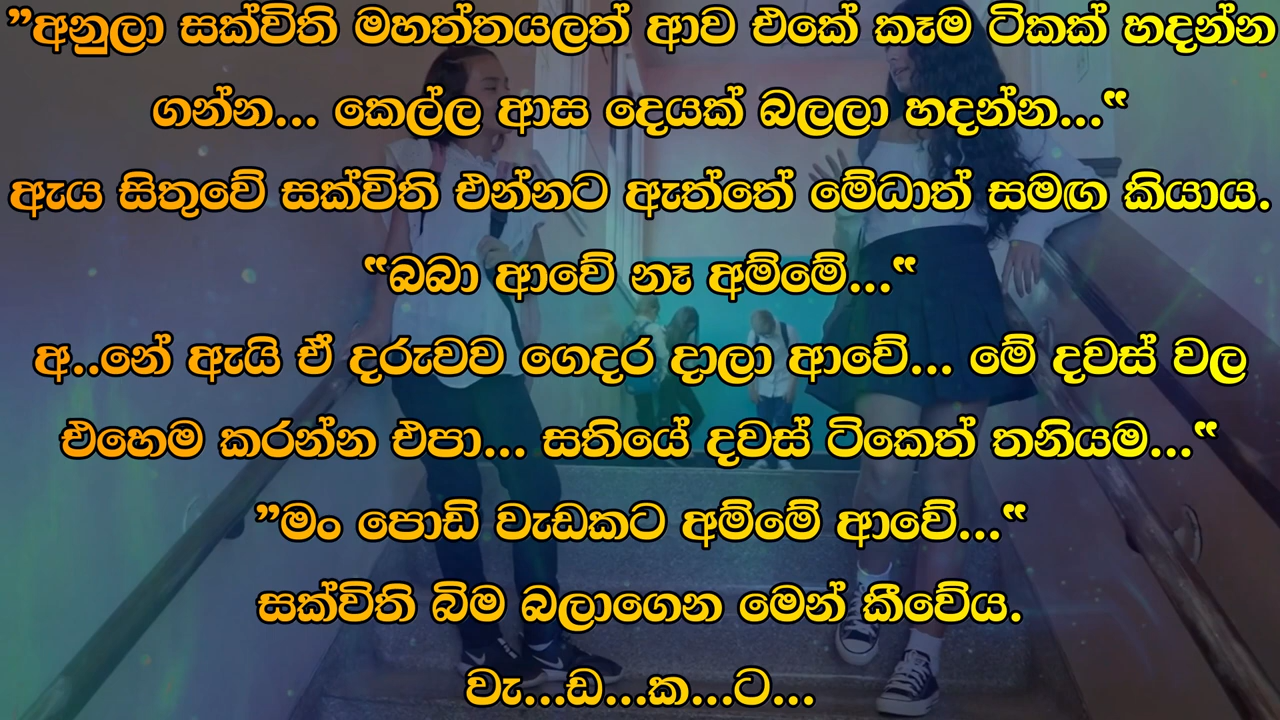 ”අනුලා සක්විති මහත්තයලත් ආව එකේ කෑම ටිකක් හදන්න
ගන්න... කෙල්ල ආස දෙයක් බලලා හදන්න...“
ඇය සිතුවේ සක්විති එන්නට ඇත්තේ මේධාත් සමඟ කියාය.
“බබා ආවේ නෑ අම්මේ...“
අ..නේ ඇයි ඒ දරුවව ගෙදර දාලා ආවේ... මේ දවස් වල
එහෙම කරන්න එපා... සතියේ දවස් ටිකෙත් තනියම...“
”මං පොඩි වැඩකට අම්මේ ආවේ...“
සක්විති බිම බලාගෙන මෙන් කීවේය.
වැ...ඩ...ක...ට...